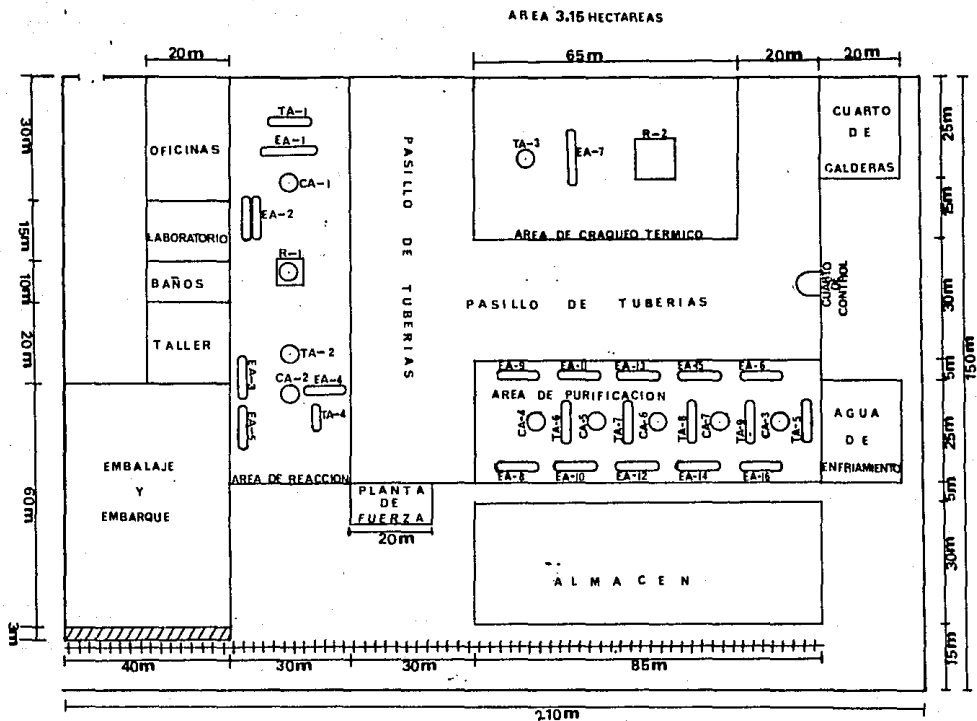 AREA 3.15 HECTAREAS
20m
65m
20m
20m
30m
15m
10m
20m
60m
3m
OFICINAS
LABORATORIO
BAÑOS
TALLER
EMBALAJE
Y
EMBARQUE
TA-1
EA-1
CA-1
EA-2
R-1
TA-2
CA-2
EA-4
EA-3
TA-4
EA-5
AREA DE REACCION
PASILLO DE TUBERIAS
PLANTA
DE
FUERZA
20m
TA-3
EA-7
R-2
AREA DE CRAQUEO TERMICO
PASILLO DE TUBERIAS
CUARTO
DE
CALDERAS
CUARTO
DE
CONTROL
EA-9
EA-11
EA-13
EA-15
EA-6
AREA DE PURIFICACION
CA-4
TA-6
CA-5
TA-7
CA-6
TA-8
CA-7
TA-9
CA-3
TA-5
EA-8
EA-10
EA-12
EA-14
EA-16
AGUA
DE
ENFRIAMIENTO
ALMACEN
25m
15m
30m
5m
25m
5m
30m
15m
150m
40m
30m
30m
85m
210m